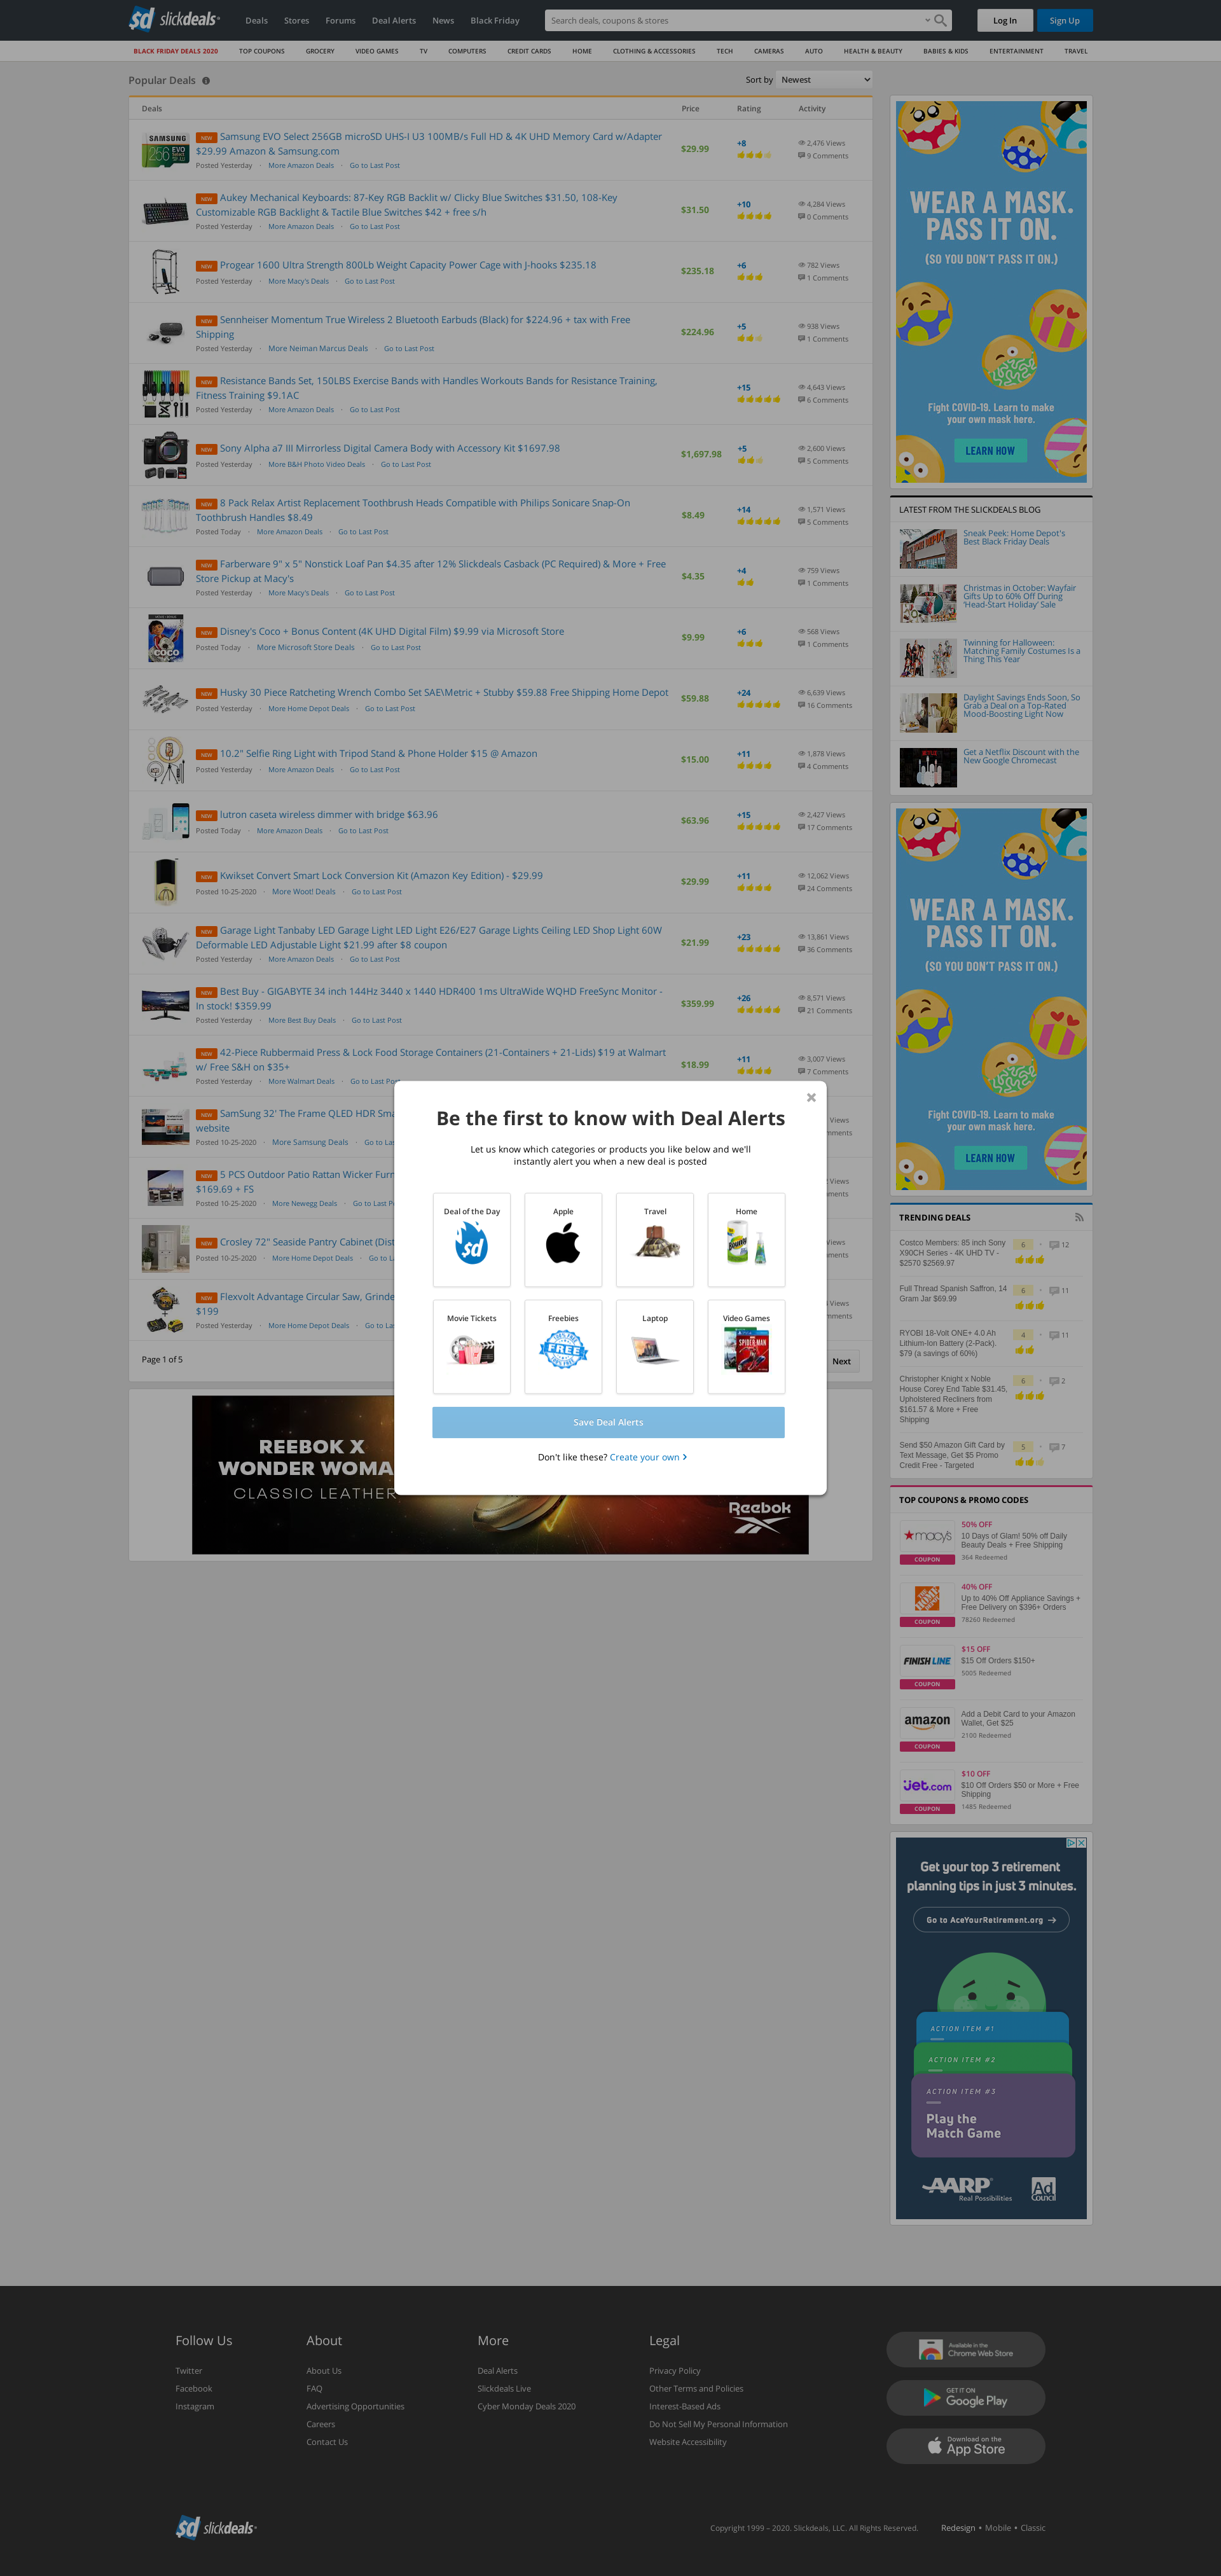 slickdeals
Deals
Stores
Forums
Deal Alerts
News
Black Friday
Search deals, coupons & stores
Log In
Sign Up
BLACK FRIDAY DEALS 2020
TOP COUPONS
GROCERY
VIDEO GAMES
TV
COMPUTERS
CREDIT CARDS
HOME
CLOTHING & ACCESSORIES
TECH
CAMERAS
AUTO
HEALTH & BEAUTY
BABIES & KIDS
ENTERTAINMENT
TRAVEL
Popular Deals
Sort by Newest
Deals Price Rating Activity
NEW Samsung EVO Select 256GB microSD UHS-I U3 100MB/s Full HD & 4K UHD Memory Card w/Adapter
$29.99 Amazon & Samsung.com
Posted Yesterday · More Amazon Deals · Go to Last Post
$29.99
+8
2,476 Views
9 Comments
NEW Aukey Mechanical Keyboards: 87-Key RGB Backlit w/ Clicky Blue Switches $31.50, 108-Key
Customizable RGB Backlight & Tactile Blue Switches $42 + free s/h
Posted Yesterday · More Amazon Deals · Go to Last Post
$31.50
+10
4,284 Views
0 Comments
NEW Progear 1600 Ultra Strength 800Lb Weight Capacity Power Cage with J-hooks $235.18
Posted Yesterday · More Macy's Deals · Go to Last Post
$235.18
+6
782 Views
1 Comments
NEW Sennheiser Momentum True Wireless 2 Bluetooth Earbuds (Black) for $224.96 + tax with Free
Shipping
Posted Yesterday · More Neiman Marcus Deals · Go to Last Post
$224.96
+5
938 Views
1 Comments
NEW Resistance Bands Set, 150LBS Exercise Bands with Handles Workouts Bands for Resistance Training,
Fitness Training $9.1AC
Posted Yesterday · More Amazon Deals · Go to Last Post
+15
4,643 Views
6 Comments
NEW Sony Alpha a7 III Mirrorless Digital Camera Body with Accessory Kit $1697.98
Posted Yesterday · More B&H Photo Video Deals · Go to Last Post
$1,697.98
+5
2,600 Views
5 Comments
NEW 8 Pack Relax Artist Replacement Toothbrush Heads Compatible with Philips Sonicare Snap-On
Toothbrush Handles $8.49
Posted Today · More Amazon Deals · Go to Last Post
$8.49
+14
1,571 Views
5 Comments
NEW Farberware 9" x 5" Nonstick Loaf Pan $4.35 after 12% Slickdeals Casback (PC Required) & More + Free
Store Pickup at Macy's
Posted Yesterday · More Macy's Deals · Go to Last Post
$4.35
+4
759 Views
1 Comments
NEW Disney's Coco + Bonus Content (4K UHD Digital Film) $9.99 via Microsoft Store
Posted Today · More Microsoft Store Deals · Go to Last Post
$9.99
+6
568 Views
1 Comments
NEW Husky 30 Piece Ratcheting Wrench Combo Set SAE\Metric + Stubby $59.88 Free Shipping Home Depot
Posted Yesterday · More Home Depot Deals · Go to Last Post
$59.88
+24
6,639 Views
16 Comments
NEW 10.2" Selfie Ring Light with Tripod Stand & Phone Holder $15 @ Amazon
Posted Yesterday · More Amazon Deals · Go to Last Post
$15.00
+11
1,878 Views
4 Comments
NEW lutron caseta wireless dimmer with bridge $63.96
Posted Today · More Amazon Deals · Go to Last Post
$63.96
+15
2,427 Views
17 Comments
NEW Kwikset Convert Smart Lock Conversion Kit (Amazon Key Edition) - $29.99
Posted 10-25-2020 · More Woot! Deals · Go to Last Post
$29.99
+11
12,062 Views
24 Comments
NEW Garage Light Tanbaby LED Garage Light LED Light E26/E27 Garage Lights Ceiling LED Shop Light 60W
Deformable LED Adjustable Light $21.99 after $8 coupon
Posted Yesterday · More Amazon Deals · Go to Last Post
$21.99
+23
13,861 Views
36 Comments
NEW Best Buy - GIGABYTE 34 inch 144Hz 3440 x 1440 HDR400 1ms UltraWide WQHD FreeSync Monitor -
In stock! $359.99
Posted Yesterday · More Best Buy Deals · Go to Last Post
$359.99
+26
8,571 Views
21 Comments
NEW 42-Piece Rubbermaid Press & Lock Food Storage Containers (21-Containers + 21-Lids) $19 at Walmart
w/ Free S&H on $35+
Posted Yesterday · More Walmart Deals · Go to Last Post
$18.99
+11
3,007 Views
7 Comments
NEW SamSung 32' The Frame QLED HDR
website
Posted 10-25-2020 · More Samsung Deals · Go to
Views
NEW 5 PCS Outdoor Patio Rattan Wicker
$169.69 + FS
Posted 10-25-2020 · More Newegg Deals · Go to Last
Views
NEW Crosley 72" Seaside Pantry Cabinet
Posted 10-25-2020 · More Home Depot Deals · Go to
Views
NEW Flexvolt Advantage Circular Saw,
$199
Posted Yesterday · More Home Depot Deals · Go to
Views
Page 1 of 5
Next
Be the first to know with Deal Alerts
Let us know which categories or products you like below and we'll
instantly alert you when a new deal is posted
Deal of the Day
Apple
Travel
Home
Movie Tickets
Freebies
Laptop
Video Games
Save Deal Alerts
Don't like these? Create your own
REEBOK X
WONDER
CLASSIC LEATHER
Reebok
WEAR A MASK.
PASS IT ON.
(SO YOU DON'T PASS IT ON.)
Fight COVID-19. Learn to make
your own mask here.
LEARN HOW
LATEST FROM THE SLICKDEALS BLOG
Sneak Peek: Home Depot's
Best Black Friday Deals
Christmas in October: Wayfair
Gifts Up to 60% Off During
'Head-Start Holiday' Sale
Twinning for Halloween:
Matching Family Costumes Is a
Thing This Year
Daylight Savings Ends Soon, So
Grab a Deal on a Top-Rated
Mood-Boosting Light Now
Get a Netflix Discount with the
New Google Chromecast
WEAR A MASK.
PASS IT ON.
(SO YOU DON'T PASS IT ON.)
Fight COVID-19. Learn to make
your own mask here.
LEARN HOW
TRENDING DEALS
Costco Members: 85 inch Sony
X90CH Series - 4K UHD TV -
$2570 $2569.97
6 12
Full Thread Spanish Saffron, 14
Gram Jar $69.99
6 11
RYOBI 18-Volt ONE+ 4.0 Ah
Lithium-Ion Battery (2-Pack).
$79 (a savings of 60%)
4 11
Christopher Knight x Noble
House Corey End Table $31.45,
Upholstered Recliners from
$161.57 & More + Free
Shipping
6 2
Send $50 Amazon Gift Card by
Text Message, Get $5 Promo
Credit Free - Targeted
5 7
TOP COUPONS & PROMO CODES
macy's
COUPON
50% OFF
10 Days of Glam! 50% off Daily
Beauty Deals + Free Shipping
364 Redeemed
COUPON
40% OFF
Up to 40% Off Appliance Savings +
Free Delivery on $396+ Orders
78260 Redeemed
FINISH LINE
COUPON
$15 OFF
$15 Off Orders $150+
5005 Redeemed
amazon
COUPON
Add a Debit Card to your Amazon
Wallet, Get $25
2100 Redeemed
Jet.com
COUPON
$10 OFF
$10 Off Orders $50 or More + Free
Shipping
1485 Redeemed
Get your top 3 retirement
planning tips in just 3 minutes.
Go to AceYourRetirement.org →
ACTION ITEM #1
ACTION ITEM #2
ACTION ITEM #3
Play the
Match Game
AARP
Real Possibilities
Ad
Council
Follow Us
Twitter
Facebook
Instagram
About
About Us
FAQ
Advertising Opportunities
Careers
Contact Us
More
Deal Alerts
Slickdeals Live
Cyber Monday Deals 2020
Legal
Privacy Policy
Other Terms and Policies
Interest-Based Ads
Do Not Sell My Personal Information
Website Accessibility
Available in the
Chrome Web Store
GET IT ON
Google Play
Download on the
App Store
slickdeals
Copyright 1999 – 2020. Slickdeals, LLC. All Rights Reserved.
Redesign • Mobile • Classic